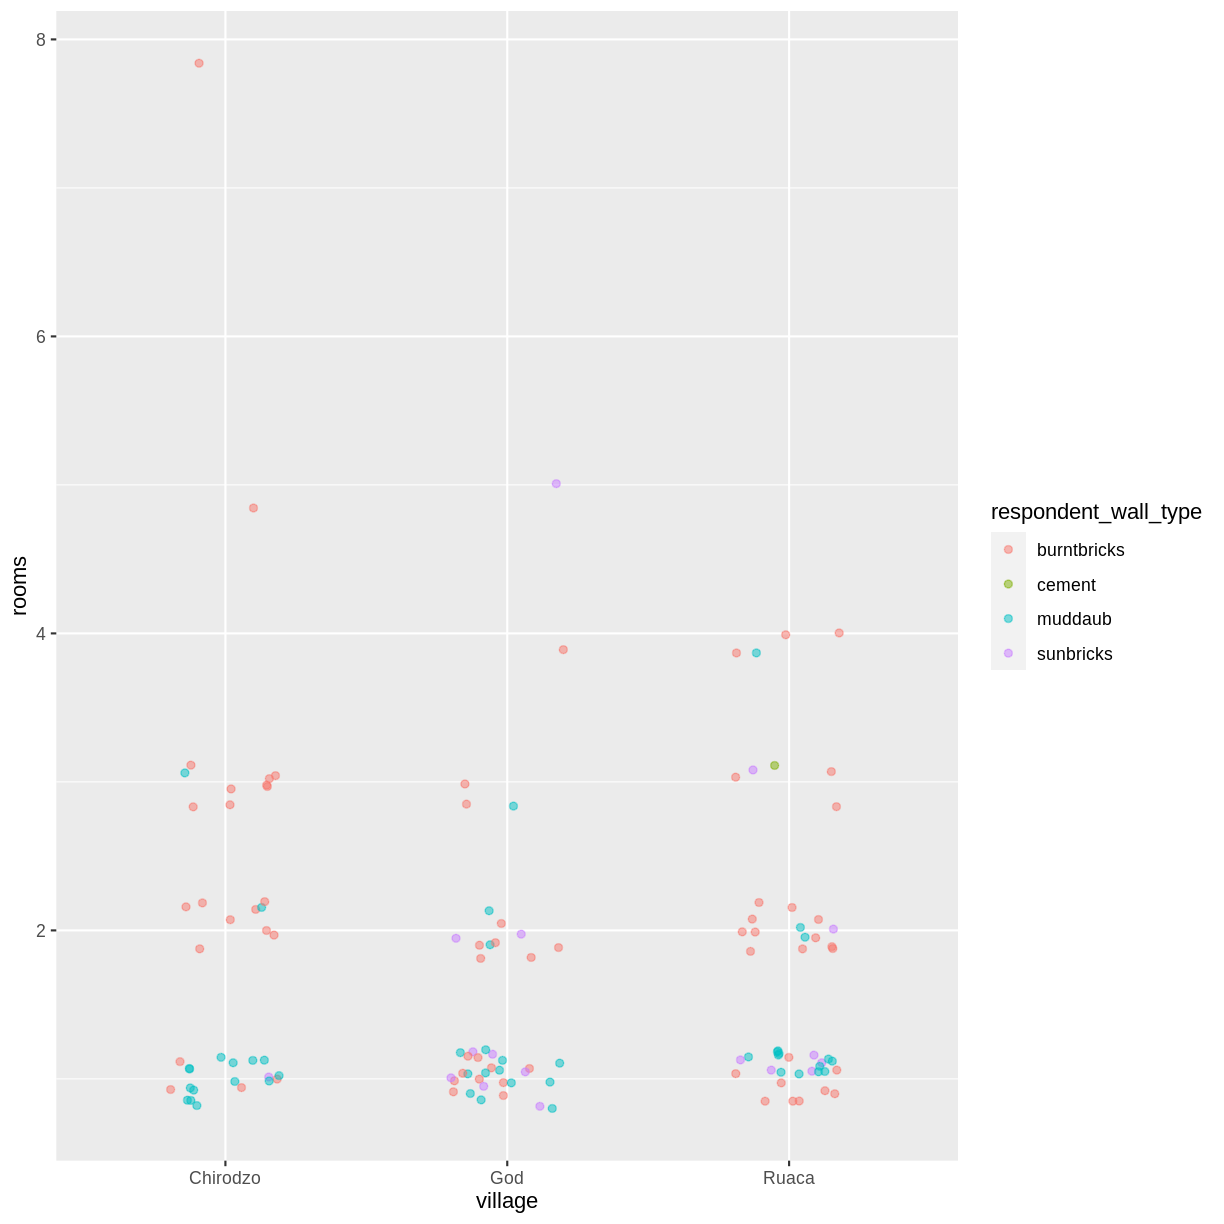 8
6
4
2
rooms
Chirodzo God Ruaca
village
respondent_wall_type
burntbricks
cement
muddaub
sunbricks